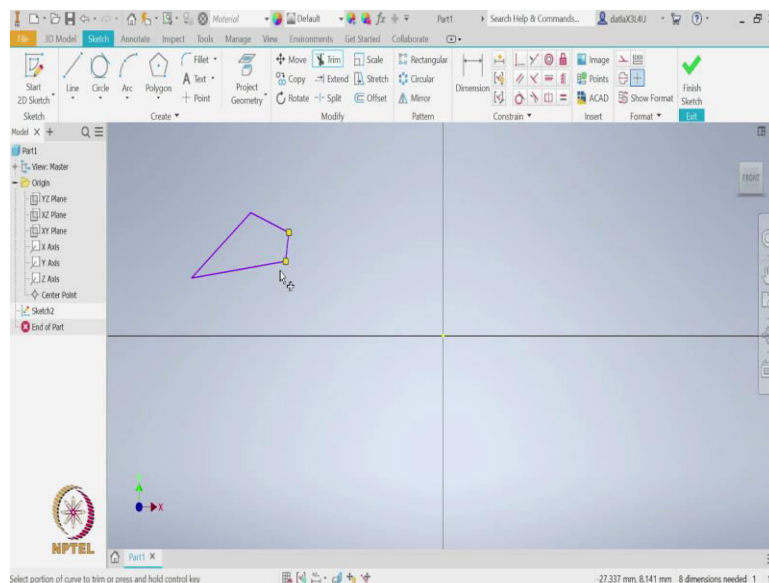 Material
Default
fx
Part1
Search Help & Commands...
datlaX3L4U
File 3D Model Sketch Annotate Inspect Tools Manage View Environments Get Started Collaborate
Start
2D Sketch
Line
Circle
Arc
Polygon
Fillet
Text
Point
Project
Geometry
Move Trim Scale
Copy Extend Stretch
Rotate Split Offset
Rectangular
Circular
Mirror
Dimension
Image
Points
ACAD
Show Format
Finish
Sketch
Sketch Create Modify Pattern Constrain Insert Format Exit
Model X +
Part1
View: Master
Origin
YZ Plane
XZ Plane
XY Plane
X Axis
Y Axis
Z Axis
Center Point
Sketch2
End of Part
FRONT
X
NPTEL
Part1 X
Select portion of curve to trim or press and hold control key
-27.337 mm, 8.141 mm 8 dimensions needed 1